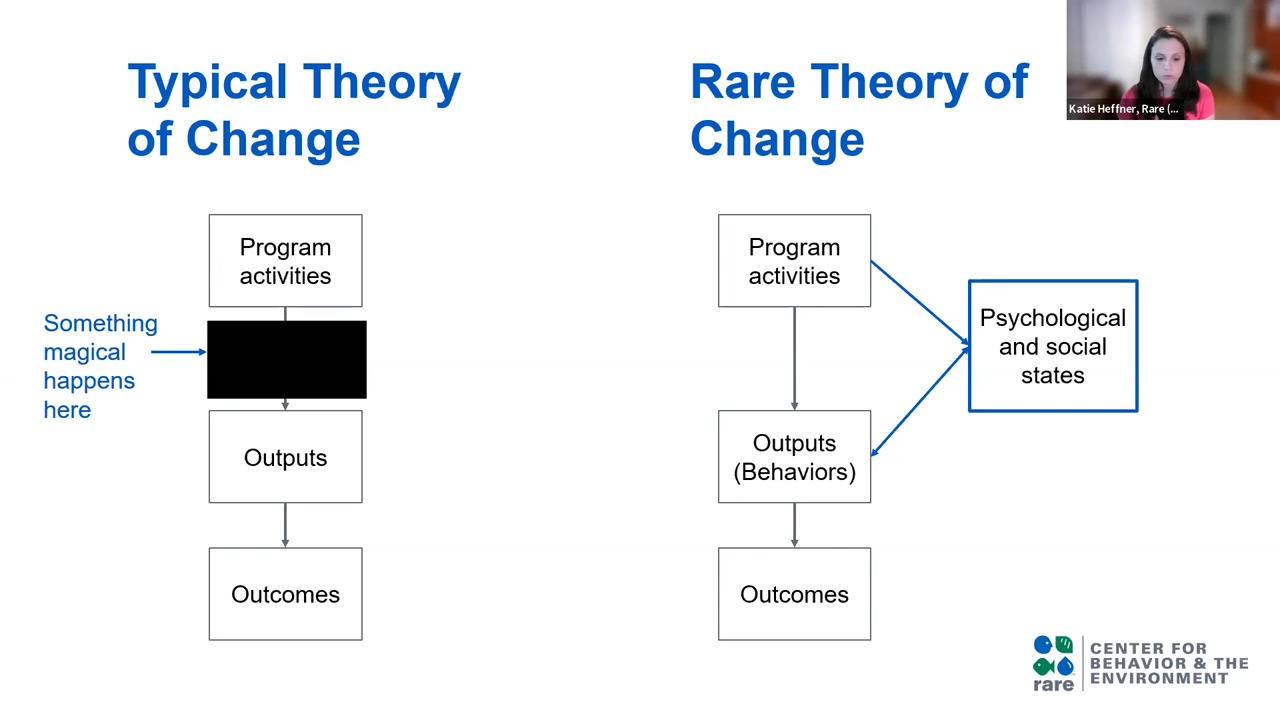 Typical Theory
of Change
Rare Theory of
Change
Katie Heffner, Rare (...
Program
activities
Something
magical
happens
here
Outputs
Outcomes
Program
activities
Psychological
and social
states
Outputs
(Behaviors)
Outcomes
rare
CENTER FOR
BEHAVIOR & THE
ENVIRONMENT